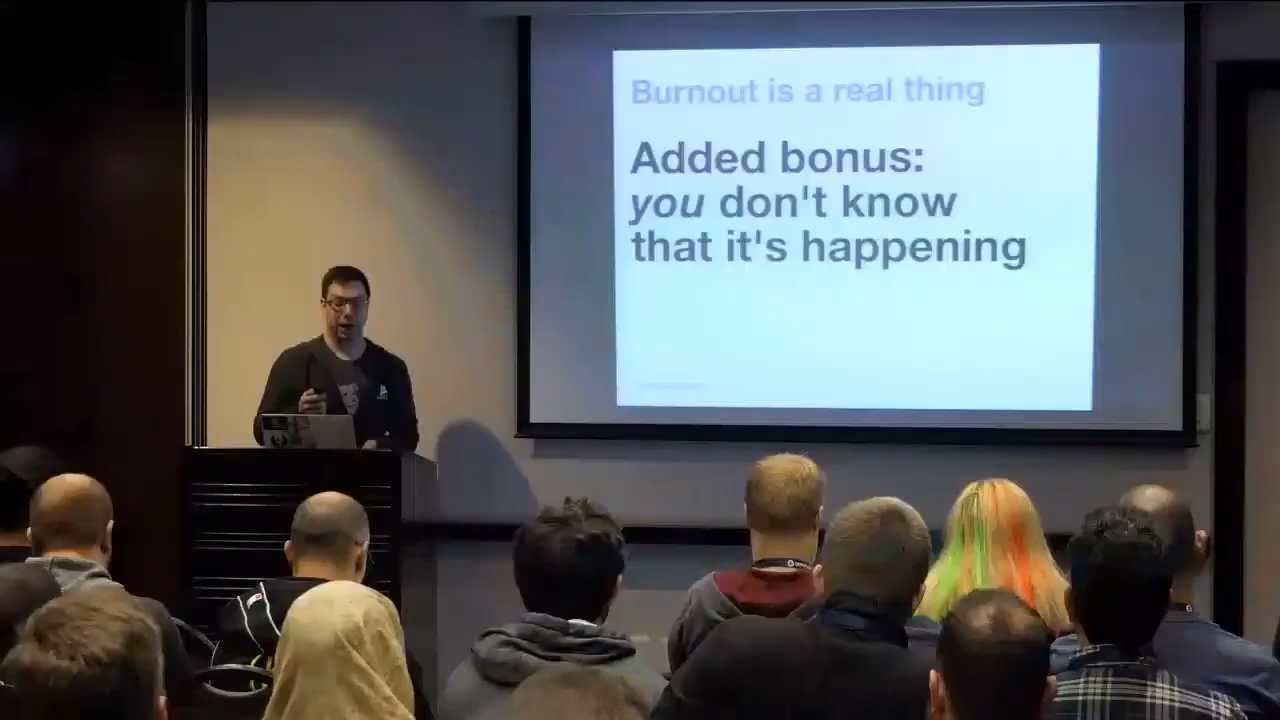 Burnout is a real thing
Added bonus:
you don't know
that it's happening